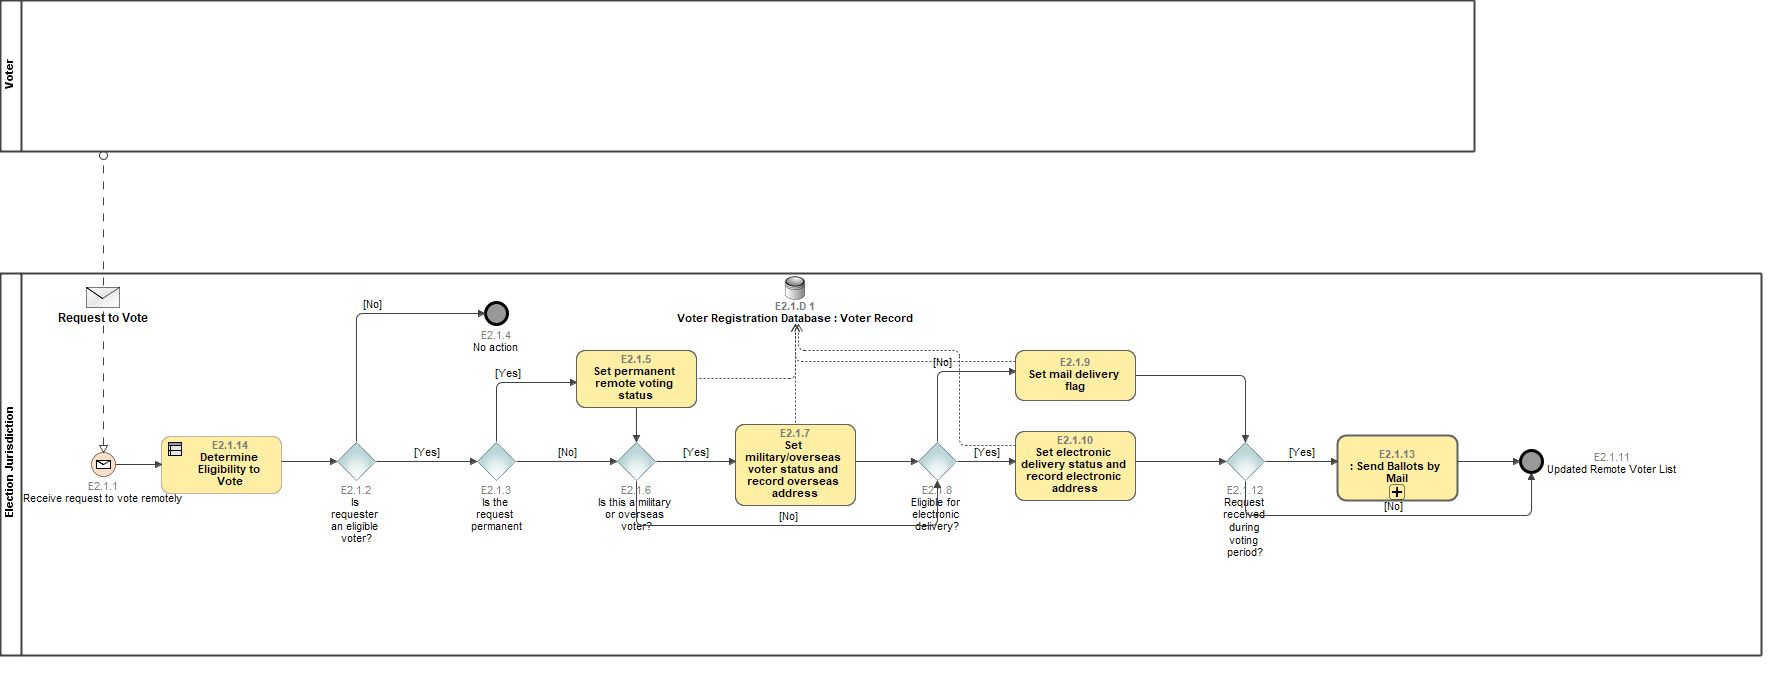 Voter
Election Jurisdiction
Request to Vote
E2.1.1
Receive request to vote remotely
E2.1.14
Determine
Eligibility to
Vote
E2.1.2
Is
requester
an eligible
voter?
[No]
E2.1.4
No action
[Yes]
E2.1.3
Is the
request
permanent
[Yes]
E2.1.5
Set permanent
remote voting
status
[No]
E2.1.6
Is this a military
or overseas
voter?
[Yes]
E2.1.7
Set
military/overseas
voter status and
record overseas
address
[No]
E2.1.D 1
Voter Registration Database : Voter Record
E2.1.8
Eligible for
electronic
delivery?
[No]
E2.1.9
Set mail delivery
flag
[Yes]
E2.1.10
Set electronic
delivery status and
record electronic
address
E2.1.12
Request
received
during
voting
period?
[Yes]
E2.1.13
: Send Ballots by
Mail
[No]
E2.1.11
Updated Remote Voter List